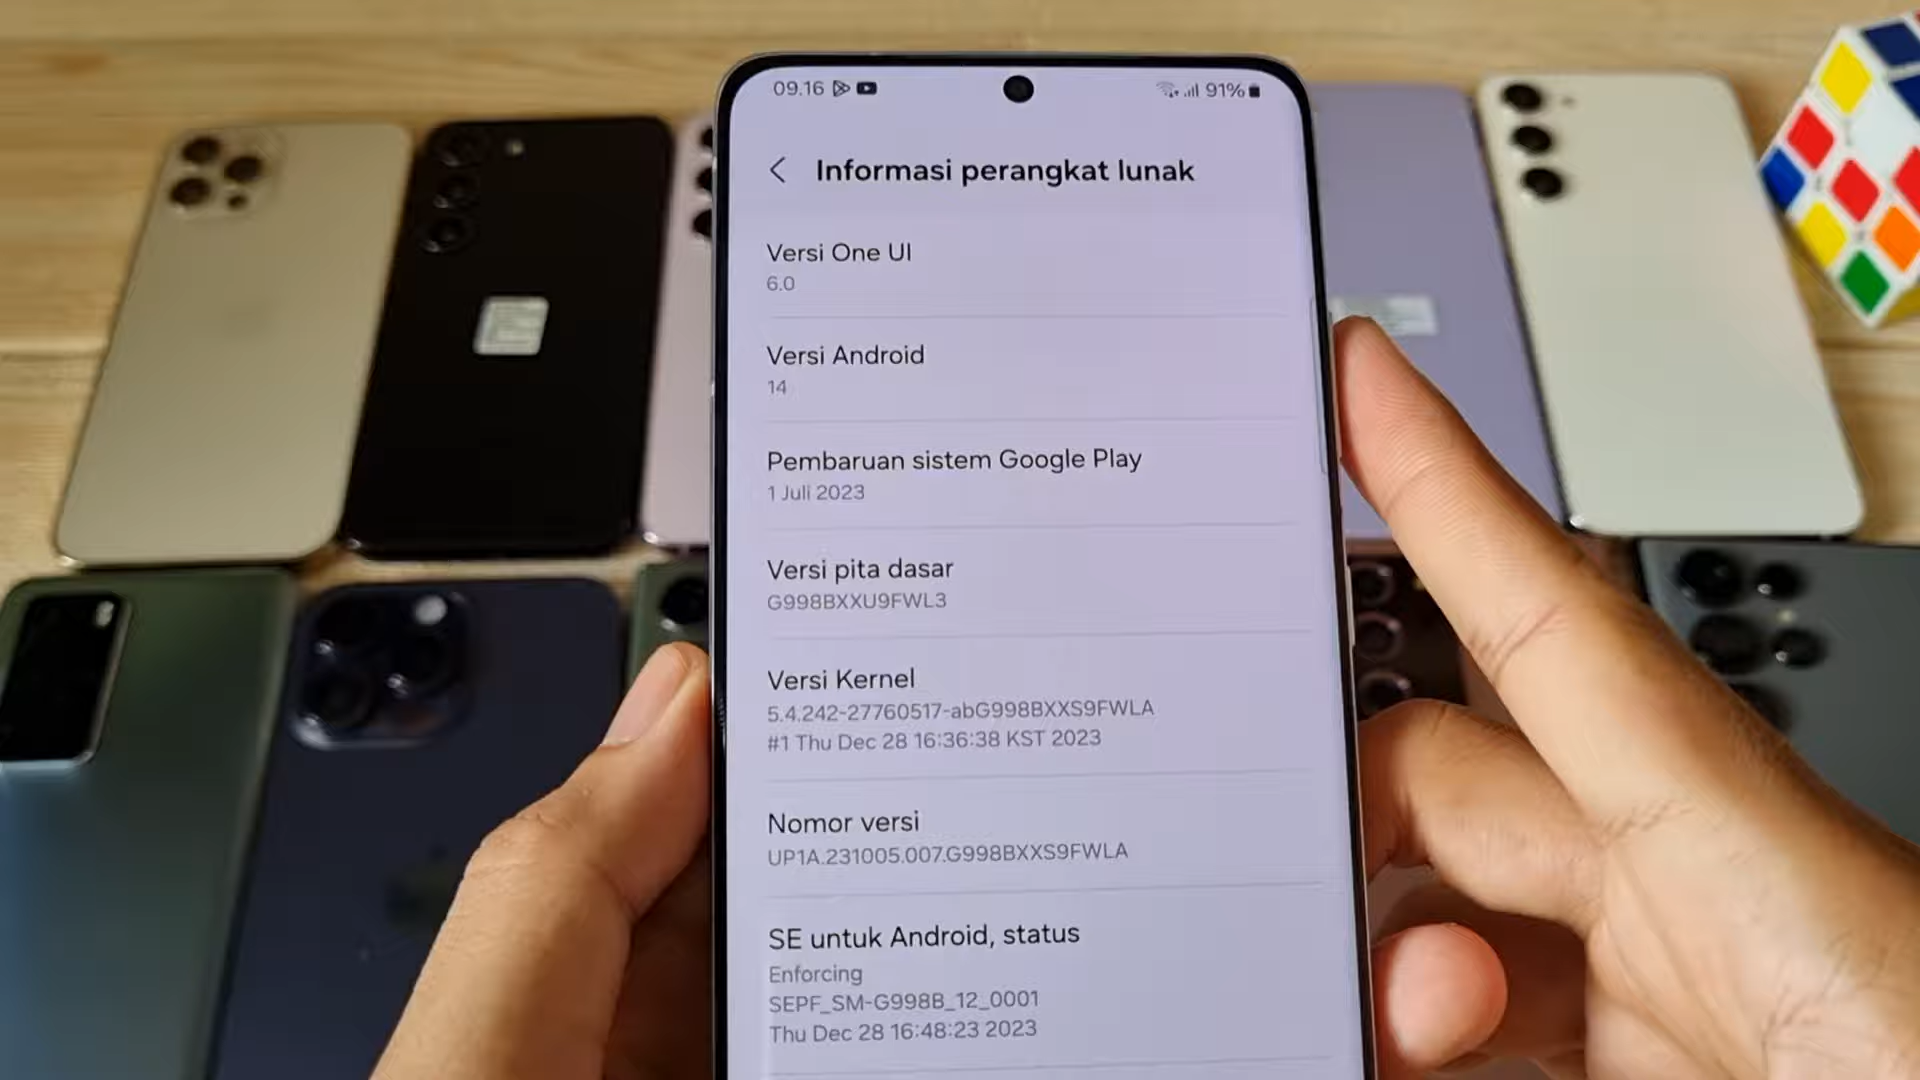 09.16
91%
Informasi perangkat lunak
Versi One UI
6.0
Versi Android
14
Pembaruan sistem Google Play
1 Juli 2023
Versi pita dasar
G998BXXU9FWL3
Versi Kernel
5.4.242-27760517-abG998BXXS9FWLA
#1 Thu Dec 28 16:36:38 KST 2023
Nomor versi
UP1A.231005.007.G998BXXS9FWLA
SE untuk Android, status
Enforcing
SEPF_SM-G998B_12_0001
Thu Dec 28 16:48:23 2023